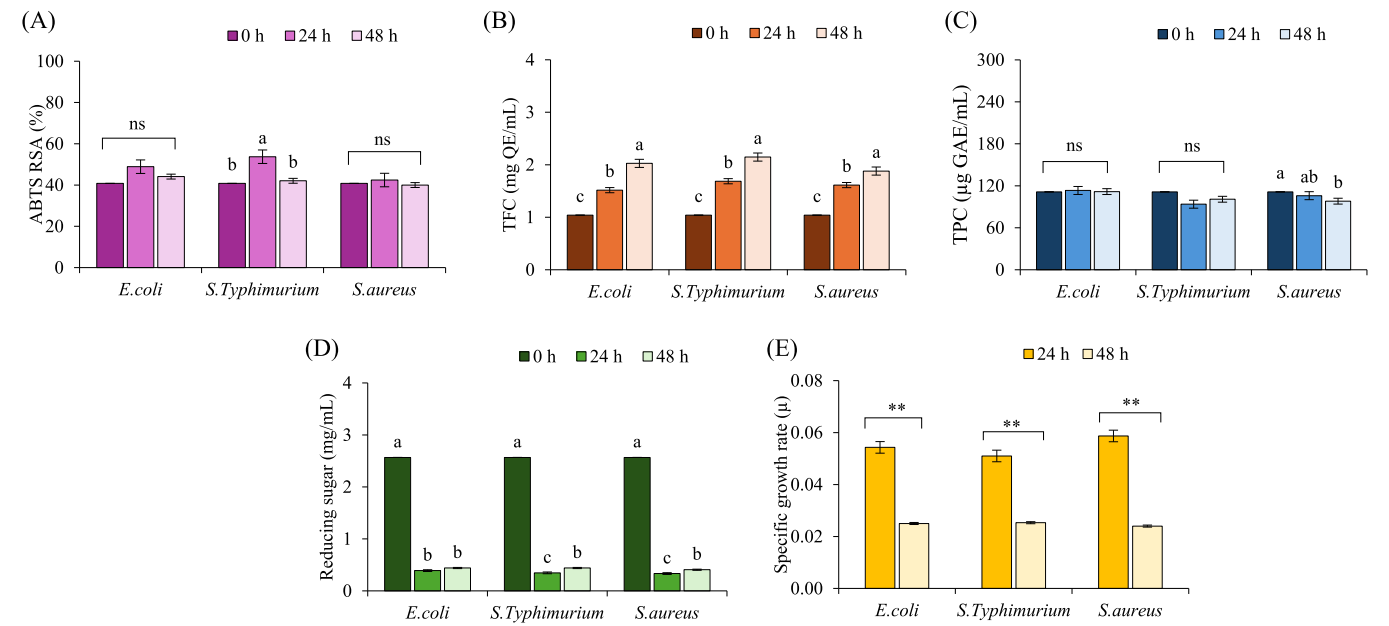 (A)
0 h 24 h 48 h
ABTS RSA (%)
100
80
60
40
20
0
ns
b a b
ns
E.coli S.Typhimurium S.aureus
(B)
0 h 24 h 48 h
TFC (mg QE/mL)
4
3
2
1
0
c b a
c b a
c b a
E.coli S.Typhimurium S.aureus
(C)
0 h 24 h 48 h
TPC (µg GAE/mL)
300
240
180
120
60
0
ns
ns
a ab b
E.coli S.Typhimurium S.aureus
(D)
0 h 24 h 48 h
Reducing sugar (mg/mL)
4
3
2
1
0
a b b
a c b
a c b
E.coli S.Typhimurium S.aureus
(E)
24 h 48 h
Specific growth rate (µ)
0.08
0.06
0.04
0.02
0.00
**
**
**
E.coli S.Typhimurium S.aureus